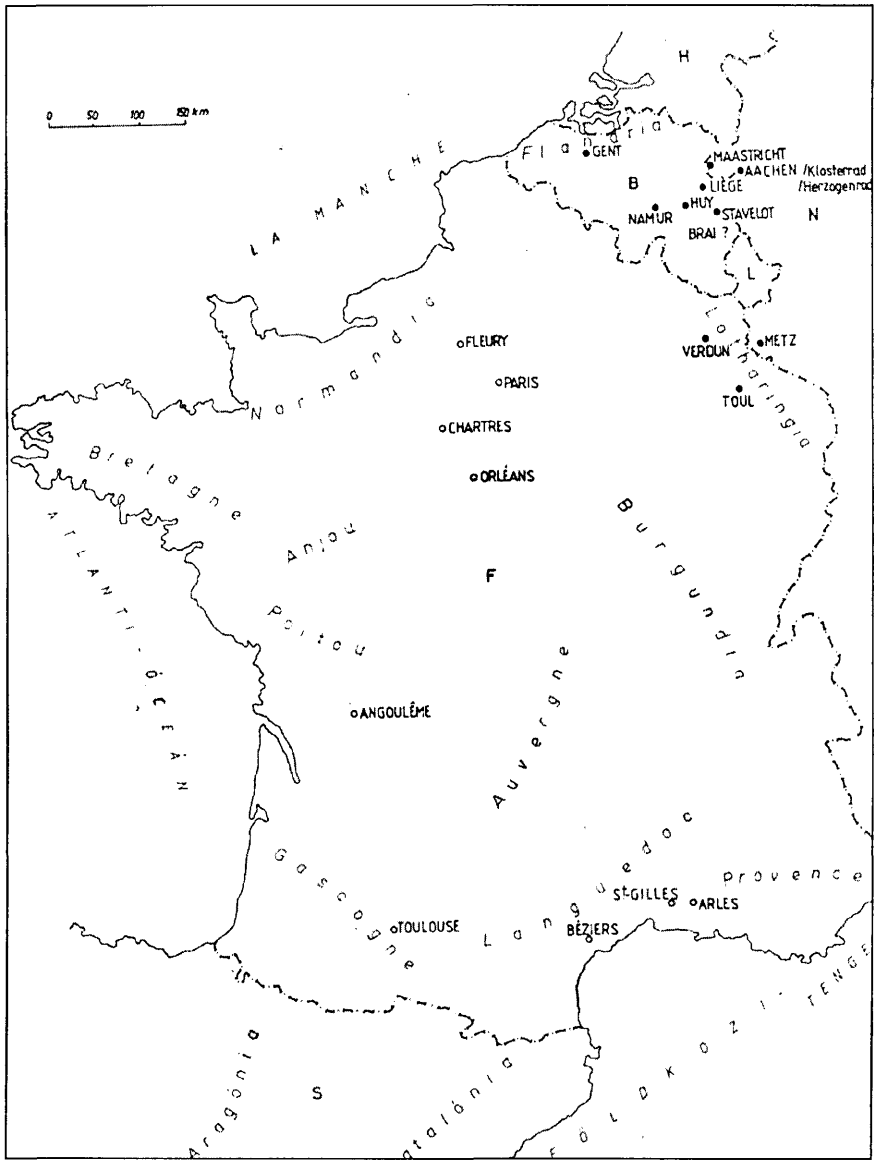 H
0 50 100 150 km
Flandria
GENT
LA MANCHE
MAASTRICHT
AACHEN /Klosterrad
/Herzogenrad
B
LIÈGE
HUY
NAMUR
STAVELOT
N
BRAI ?
L
Lotharingia
Normandia
FLEURY
VERDUN
METZ
PARIS
TOUL
CHARTRES
Bretagne
ORLÉANS
Burgundia
ATLANTI-ÓCEÁN
Anjou
F
Poitou
Auvergne
ANGOULÊME
Gascogne
Languedoc
Provence
St.GILLES
ARLES
TOULOUSE
BÉZIERS
FÖLDKÖZI-
TENGE
Aragónia
S
atalónia